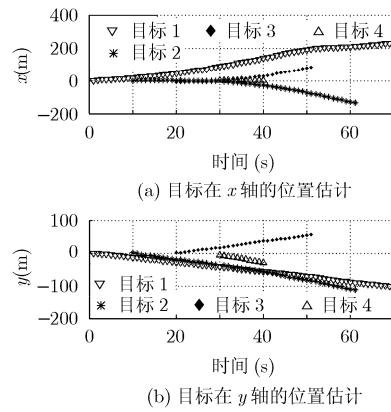 400
200
0
−200
x(m)
目标 1 目标 3 目标 4
目标 2
0 20 40 60
时间 (s)
(a) 目标在 x 轴的位置估计
100
0
−100
−200
y(m)
目标 1
目标 2 目标 3 目标 4
0 20 40 60
时间 (s)
(b) 目标在 y 轴的位置估计